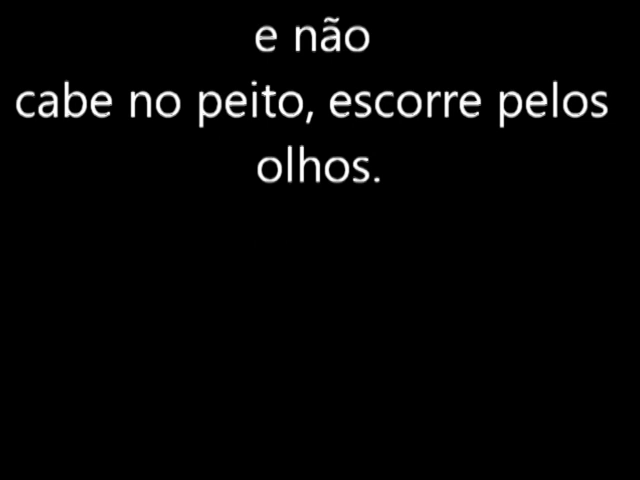 e não
cabe no peito, escorre pelos
olhos.